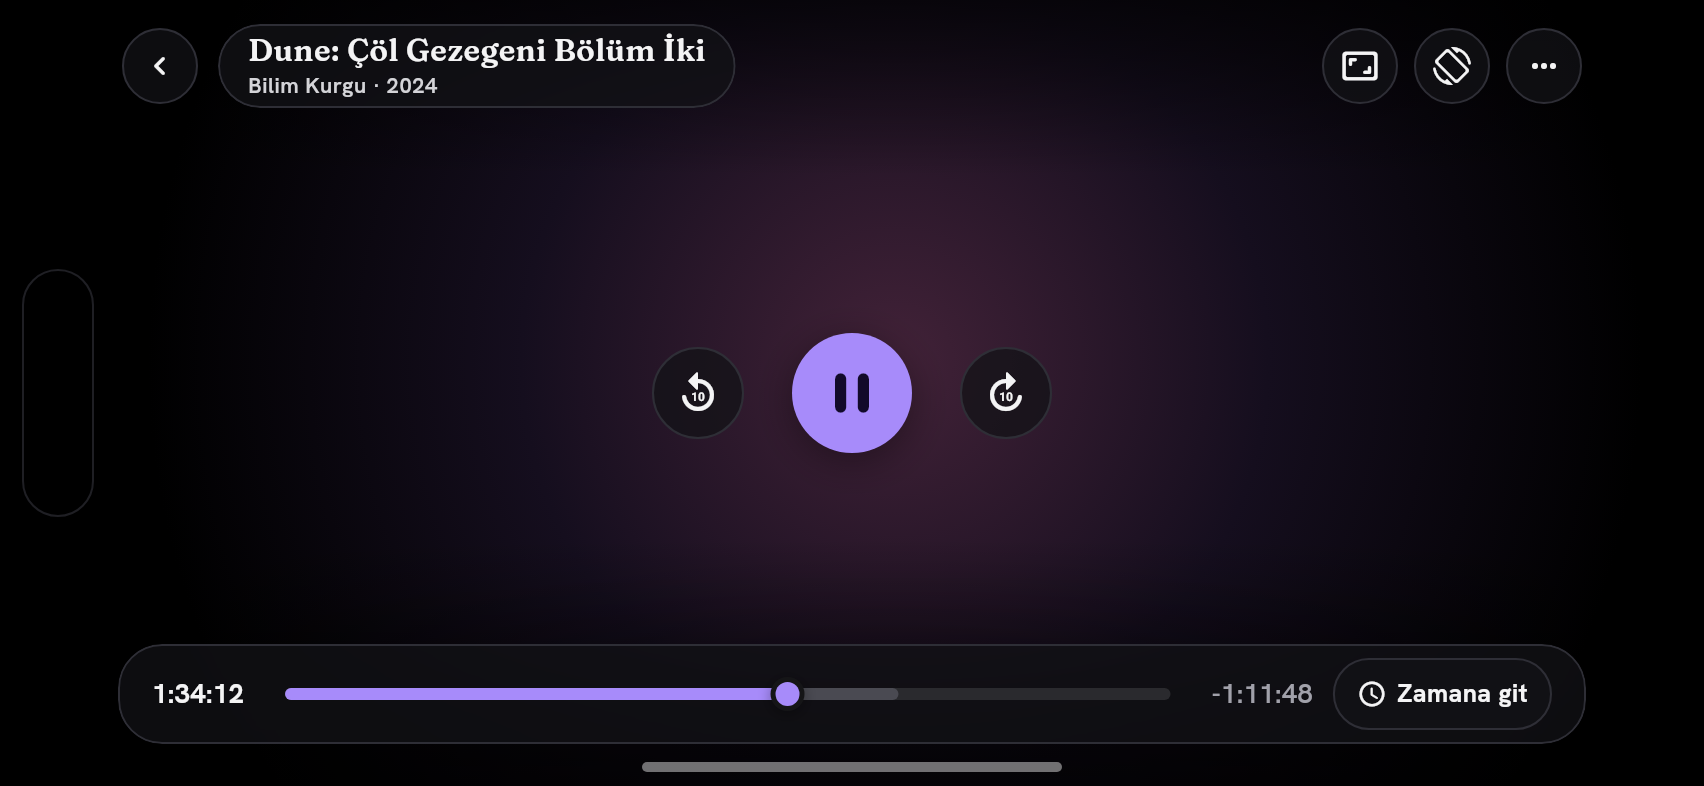 Dune: Çöl Gezegeni Bölüm İki
Bilim Kurgu · 2024
10
10
1:34:12
-1:11:48
Zamana git